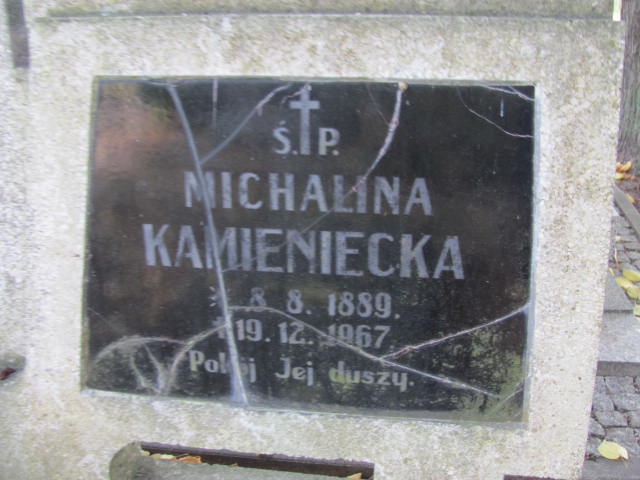 Ś. P.
MICHALINA
KAMIENIECKA
* 8. 8. 1889.
† 19. 12. 1967.
Pokój Jej duszy.